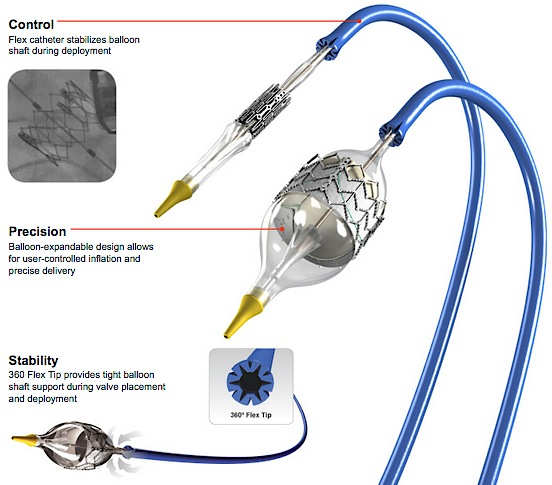 Control
Flex catheter stabilizes balloon
shaft during deployment
Precision
Balloon-expandable design allows
for user-controlled inflation and
precise delivery
Stability
360 Flex Tip provides tight balloon
shaft support during valve placement
and deployment
360º Flex Tip